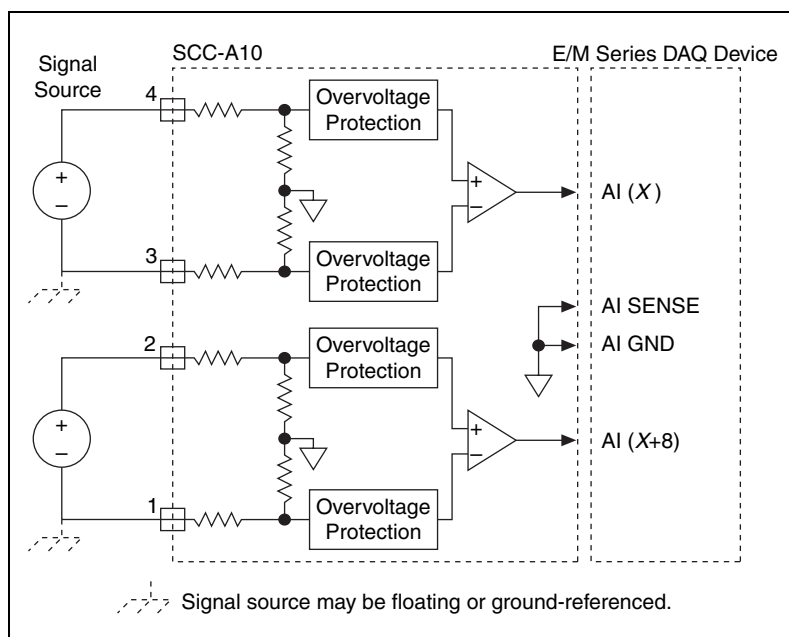 SCC-A10
E/M Series DAQ Device
Signal
Source
4
Overvoltage
Protection
+
−
+
−
AI (X)
3
Overvoltage
Protection
AI SENSE
2
Overvoltage
Protection
AI GND
+
−
+
−
AI (X+8)
1
Overvoltage
Protection
Signal source may be floating or ground-referenced.